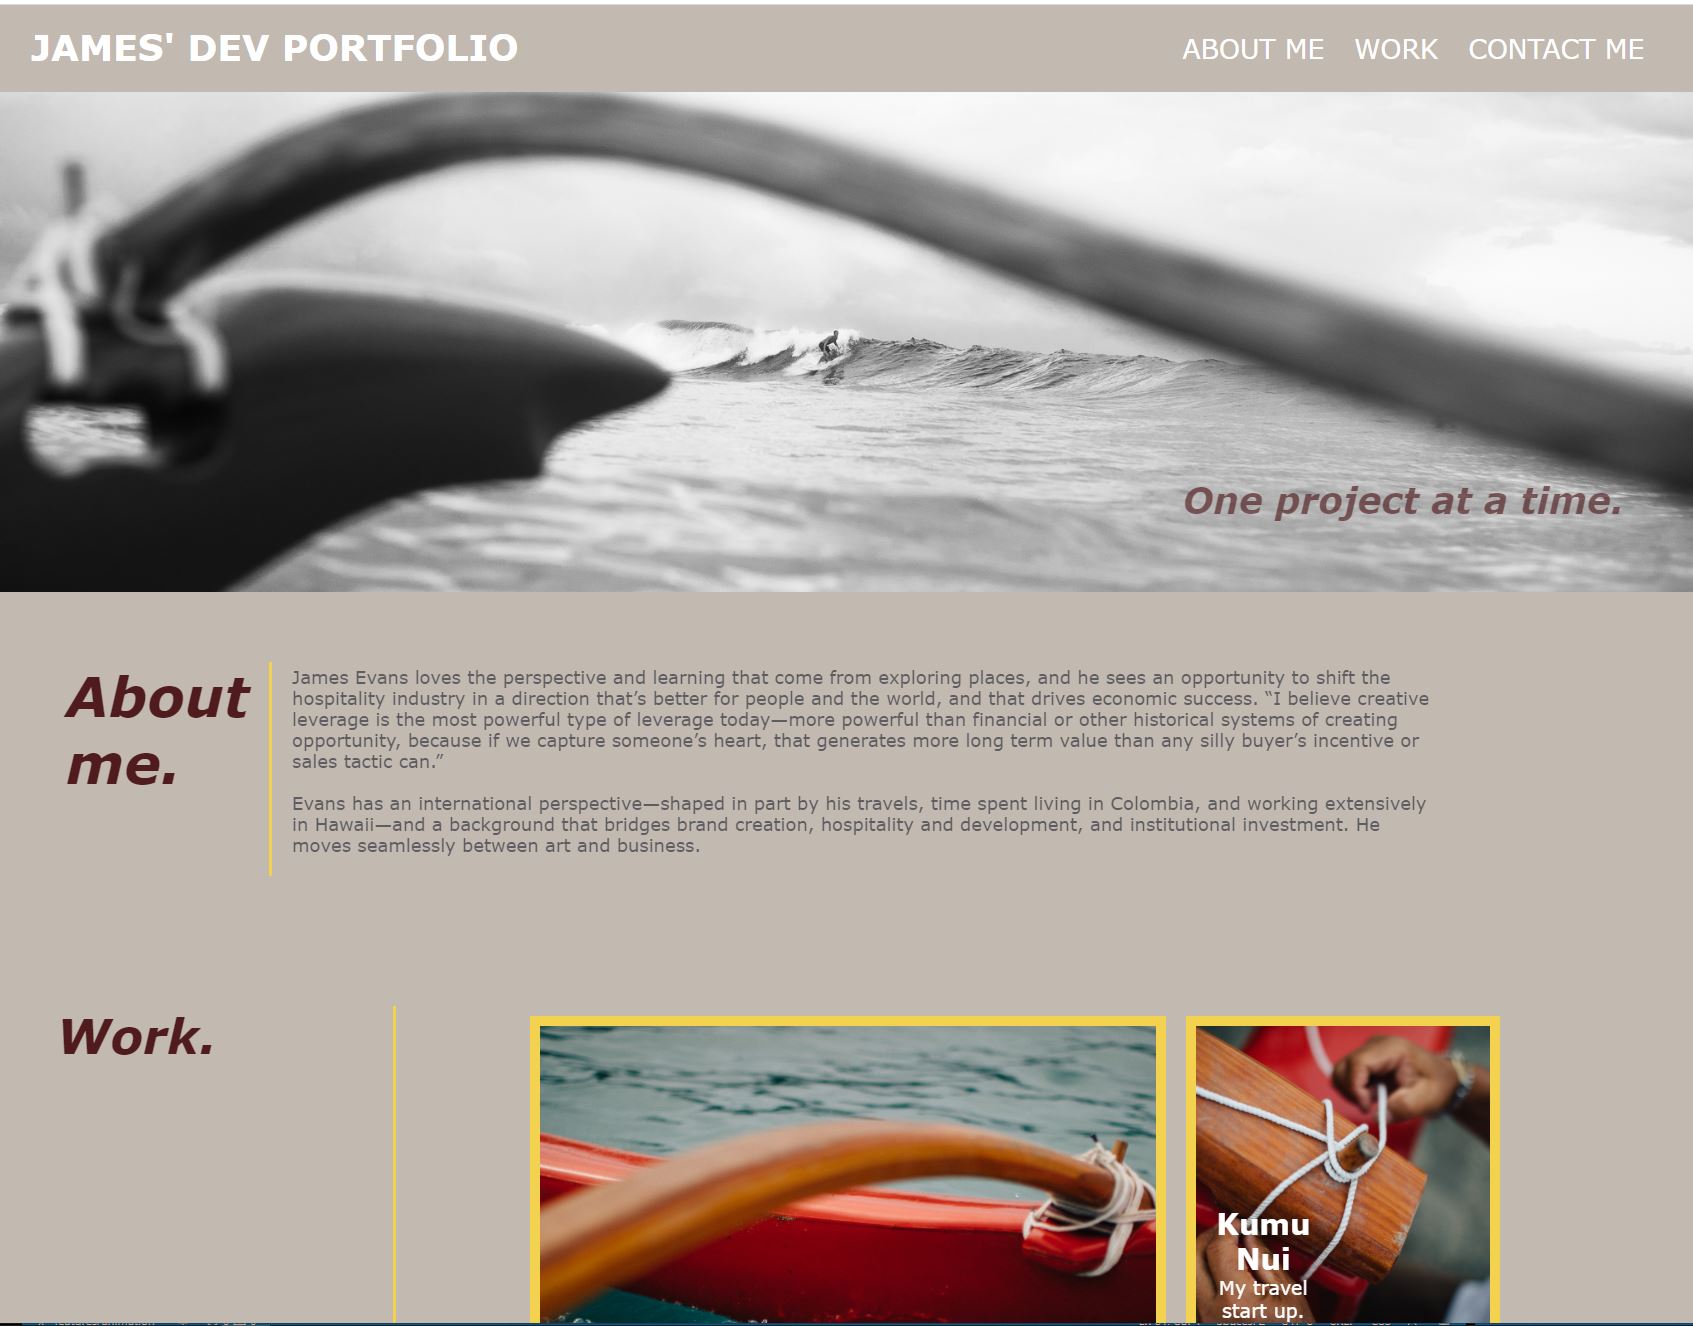 JAMES' DEV PORTFOLIO
ABOUT ME WORK CONTACT ME
One project at a time.
About
me.
James Evans loves the perspective and learning that come from exploring places, and he sees an opportunity to shift the
hospitality industry in a direction that’s better for people and the world, and that drives economic success. “I believe creative
leverage is the most powerful type of leverage today—more powerful than financial or other historical systems of creating
opportunity, because if we capture someone’s heart, that generates more long term value than any silly buyer’s incentive or
sales tactic can.”
Evans has an international perspective—shaped in part by his travels, time spent living in Colombia, and working extensively
in Hawaii—and a background that bridges brand creation, hospitality and development, and institutional investment. He
moves seamlessly between art and business.
Work.
Kumu
Nui
My travel
start up.